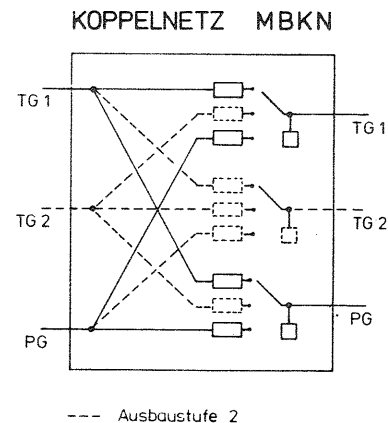 KOPPELNETZ MBKN
TG 1
TG 1
TG 2
TG 2
PG
PG
--- Ausbaustufe 2